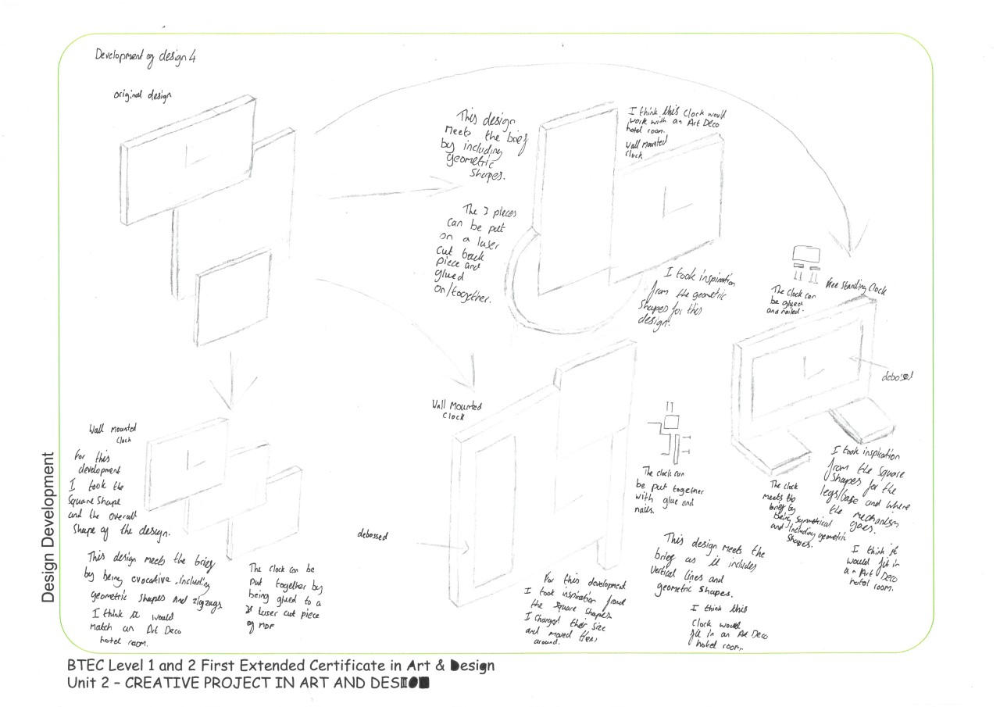 Development of design 4
original design
This design
meets the brief
by including
geometric
shapes.
I think this clock would
work with an Art Deco
hotel room.
Wall mounted
clock
The 3 pieces
can be put
on a laser
cut back
piece and
glued
on/together.
I took inspiration
from the geometric
shapes for this
design.
The clock can
be glued
and nailed.
Free standing clock
debossed
Wall mounted
clock
For this
development
I took the
square shape
and the overall
shape of the design.
This design meets the brief
by being evocative, including
geometric shapes and zigzags
I think it would
match an Art Deco
hotel room.
The clock can be
put together by
being glued to a
laser cut piece
of MDF
Wall Mounted
Clock
debossed
The clock can
be put together
with glue and
nails.
For this development
I took inspiration from
the square shapes
I changed their size
and moved them
around.
This design meets the
brief as it includes
vertical lines and
geometric shapes.
I think this
clock would
fit in an Art Deco
hotel room.
I took inspiration
from the square
shapes for the
legs/base and where
the mechanism
goes.
The clock
meets the
brief by
being symmetrical
and including geometric
shapes.
I think it
would fit in
an Art Deco
hotel room.
Design Development
BTEC Level 1 and 2 First Extended Certificate in Art & Design
Unit 2 – CREATIVE PROJECT IN ART AND DESIGN